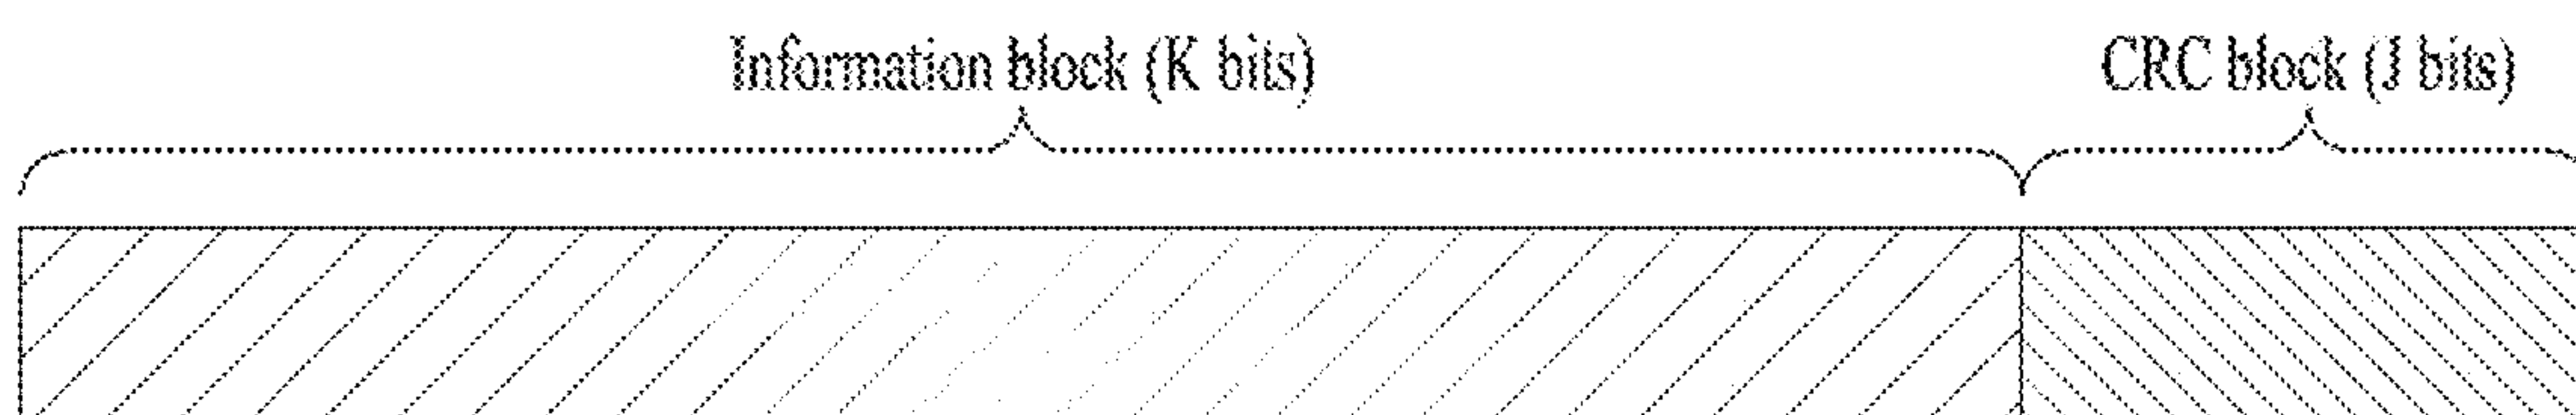 Information block (K bits) CRC block (J bits)